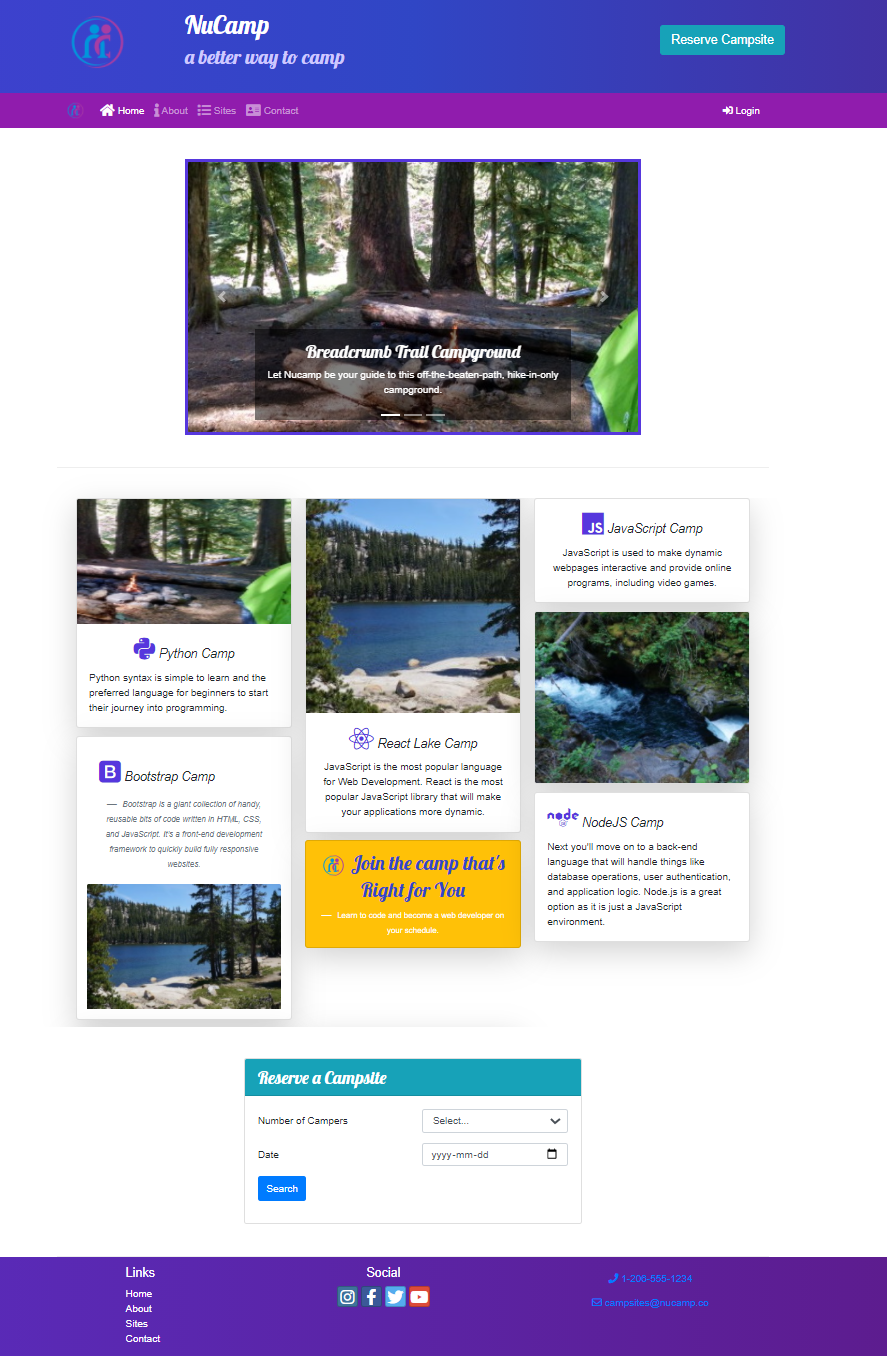 NuCamp
a better way to camp
Reserve Campsite
Home About Sites Contact
Login
Breadcrumb Trail Campground
Let Nucamp be your guide to this off-the-beaten-path, hike-in-only
campground.
Python Camp
Python syntax is simple to learn and the
preferred language for beginners to start
their journey into programming.
Bootstrap Camp
— Bootstrap is a giant collection of handy,
reusable bits of code written in HTML, CSS,
and JavaScript. It's a front-end development
framework to quickly build fully responsive
websites.
React Lake Camp
JavaScript is the most popular language
for Web Development. React is the most
popular JavaScript library that will make
your applications more dynamic.
Join the camp that's
Right for You
— Learn to code and become a web developer on
your schedule.
JS JavaScript Camp
JavaScript is used to make dynamic
webpages interactive and provide online
programs, including video games.
node JS NodeJS Camp
Next you'll move on to a back-end
language that will handle things like
database operations, user authentication,
and application logic. Node.js is a great
option as it is just a JavaScript
environment.
Reserve a Campsite
Number of Campers Select...
Date yyyy-mm-dd
Search
Links
Home
About
Sites
Contact
Social
1-206-555-1234
campsites@nucamp.co